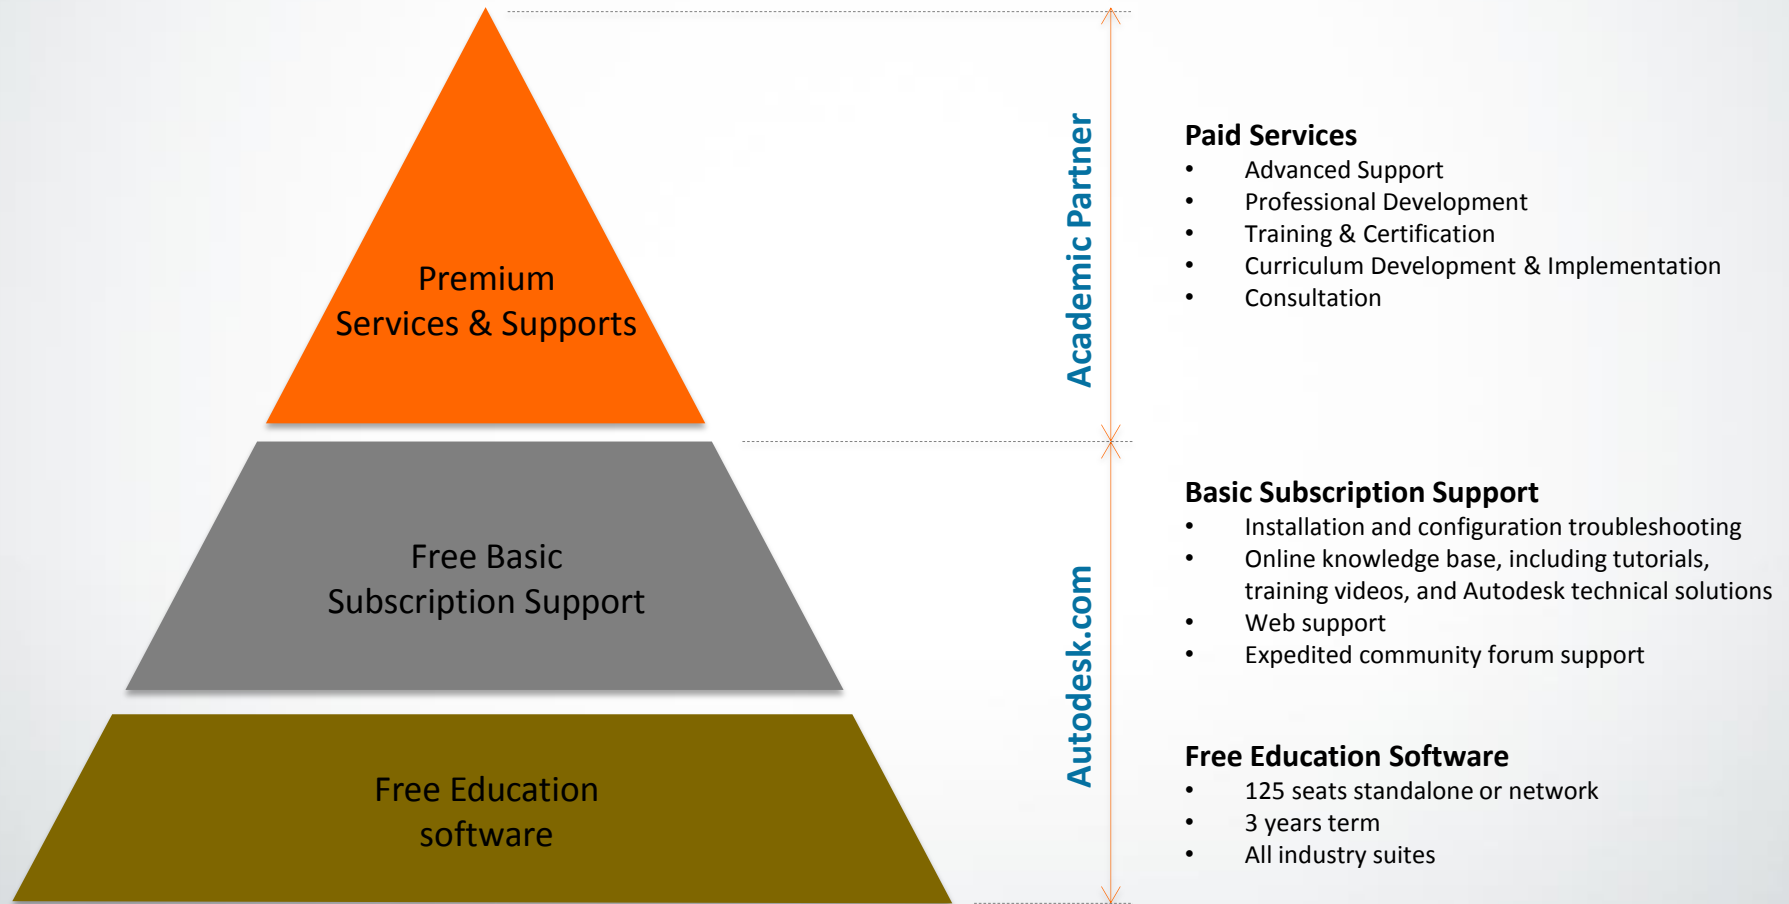 Premium
Services & Supports
Free Basic
Subscription Support
Free Education
software
Academic Partner
Autodesk.com
Paid Services
• Advanced Support
• Professional Development
• Training & Certification
• Curriculum Development & Implementation
• Consultation
Basic Subscription Support
• Installation and configuration troubleshooting
• Online knowledge base, including tutorials,
training videos, and Autodesk technical solutions
• Web support
• Expedited community forum support
Free Education Software
• 125 seats standalone or network
• 3 years term
• All industry suites